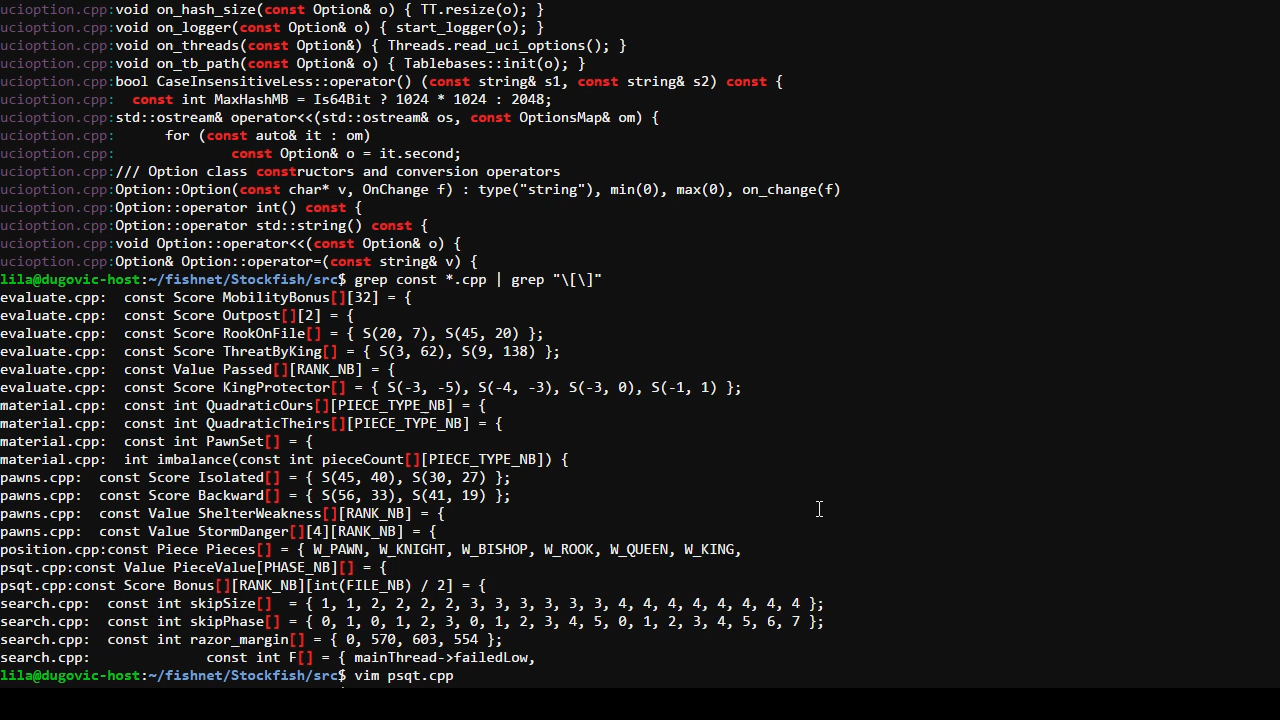 ucioption.cpp:void on_hash_size(const Option& o) { TT.resize(o); }
ucioption.cpp:void on_logger(const Option& o) { start_logger(o); }
ucioption.cpp:void on_threads(const Option&) { Threads.read_uci_options(); }
ucioption.cpp:void on_tb_path(const Option& o) { Tablebases::init(o); }
ucioption.cpp:bool CaseInsensitiveLess::operator() (const string& s1, const string& s2) const {
ucioption.cpp:  const int MaxHashMB = Is64Bit ? 1024 * 1024 : 2048;
ucioption.cpp:std::ostream& operator<<(std::ostream& os, const OptionsMap& om) {
ucioption.cpp:      for (const auto& it : om)
ucioption.cpp:              const Option& o = it.second;
ucioption.cpp:/// Option class constructors and conversion operators
ucioption.cpp:Option::Option(const char* v, OnChange f) : type("string"), min(0), max(0), on_change(f)
ucioption.cpp:Option::operator int() const {
ucioption.cpp:Option::operator std::string() const {
ucioption.cpp:void Option::operator<<(const Option& o) {
ucioption.cpp:Option& Option::operator=(const string& v) {
lila@dugovic-host:~/fishnet/Stockfish/src$ grep const *.cpp | grep "\[\]"
evaluate.cpp:  const Score MobilityBonus[][32] = {
evaluate.cpp:  const Score Outpost[][2] = {
evaluate.cpp:  const Score RookOnFile[] = { S(20, 7), S(45, 20) };
evaluate.cpp:  const Score ThreatByKing[] = { S(3, 62), S(9, 138) };
evaluate.cpp:  const Value Passed[][RANK_NB] = {
evaluate.cpp:  const Score KingProtector[] = { S(-3, -5), S(-4, -3), S(-3, 0), S(-1, 1) };
material.cpp:  const int QuadraticOurs[][PIECE_TYPE_NB] = {
material.cpp:  const int QuadraticTheirs[][PIECE_TYPE_NB] = {
material.cpp:  const int PawnSet[] = {
material.cpp:  int imbalance(const int pieceCount[][PIECE_TYPE_NB]) {
pawns.cpp:  const Score Isolated[] = { S(45, 40), S(30, 27) };
pawns.cpp:  const Score Backward[] = { S(56, 33), S(41, 19) };
pawns.cpp:  const Value ShelterWeakness[][RANK_NB] = {
pawns.cpp:  const Value StormDanger[][4][RANK_NB] = {
position.cpp:const Piece Pieces[] = { W_PAWN, W_KNIGHT, W_BISHOP, W_ROOK, W_QUEEN, W_KING,
psqt.cpp:const Value PieceValue[PHASE_NB][] = {
psqt.cpp:const Score Bonus[][RANK_NB][int(FILE_NB) / 2] = {
search.cpp:  const int skipSize[]  = { 1, 1, 2, 2, 2, 2, 3, 3, 3, 3, 3, 3, 4, 4, 4, 4, 4, 4, 4, 4 };
search.cpp:  const int skipPhase[] = { 0, 1, 0, 1, 2, 3, 0, 1, 2, 3, 4, 5, 0, 1, 2, 3, 4, 5, 6, 7 };
search.cpp:  const int razor_margin[] = { 0, 570, 603, 554 };
search.cpp:              const int F[] = { mainThread->failedLow,
lila@dugovic-host:~/fishnet/Stockfish/src$ vim psqt.cpp